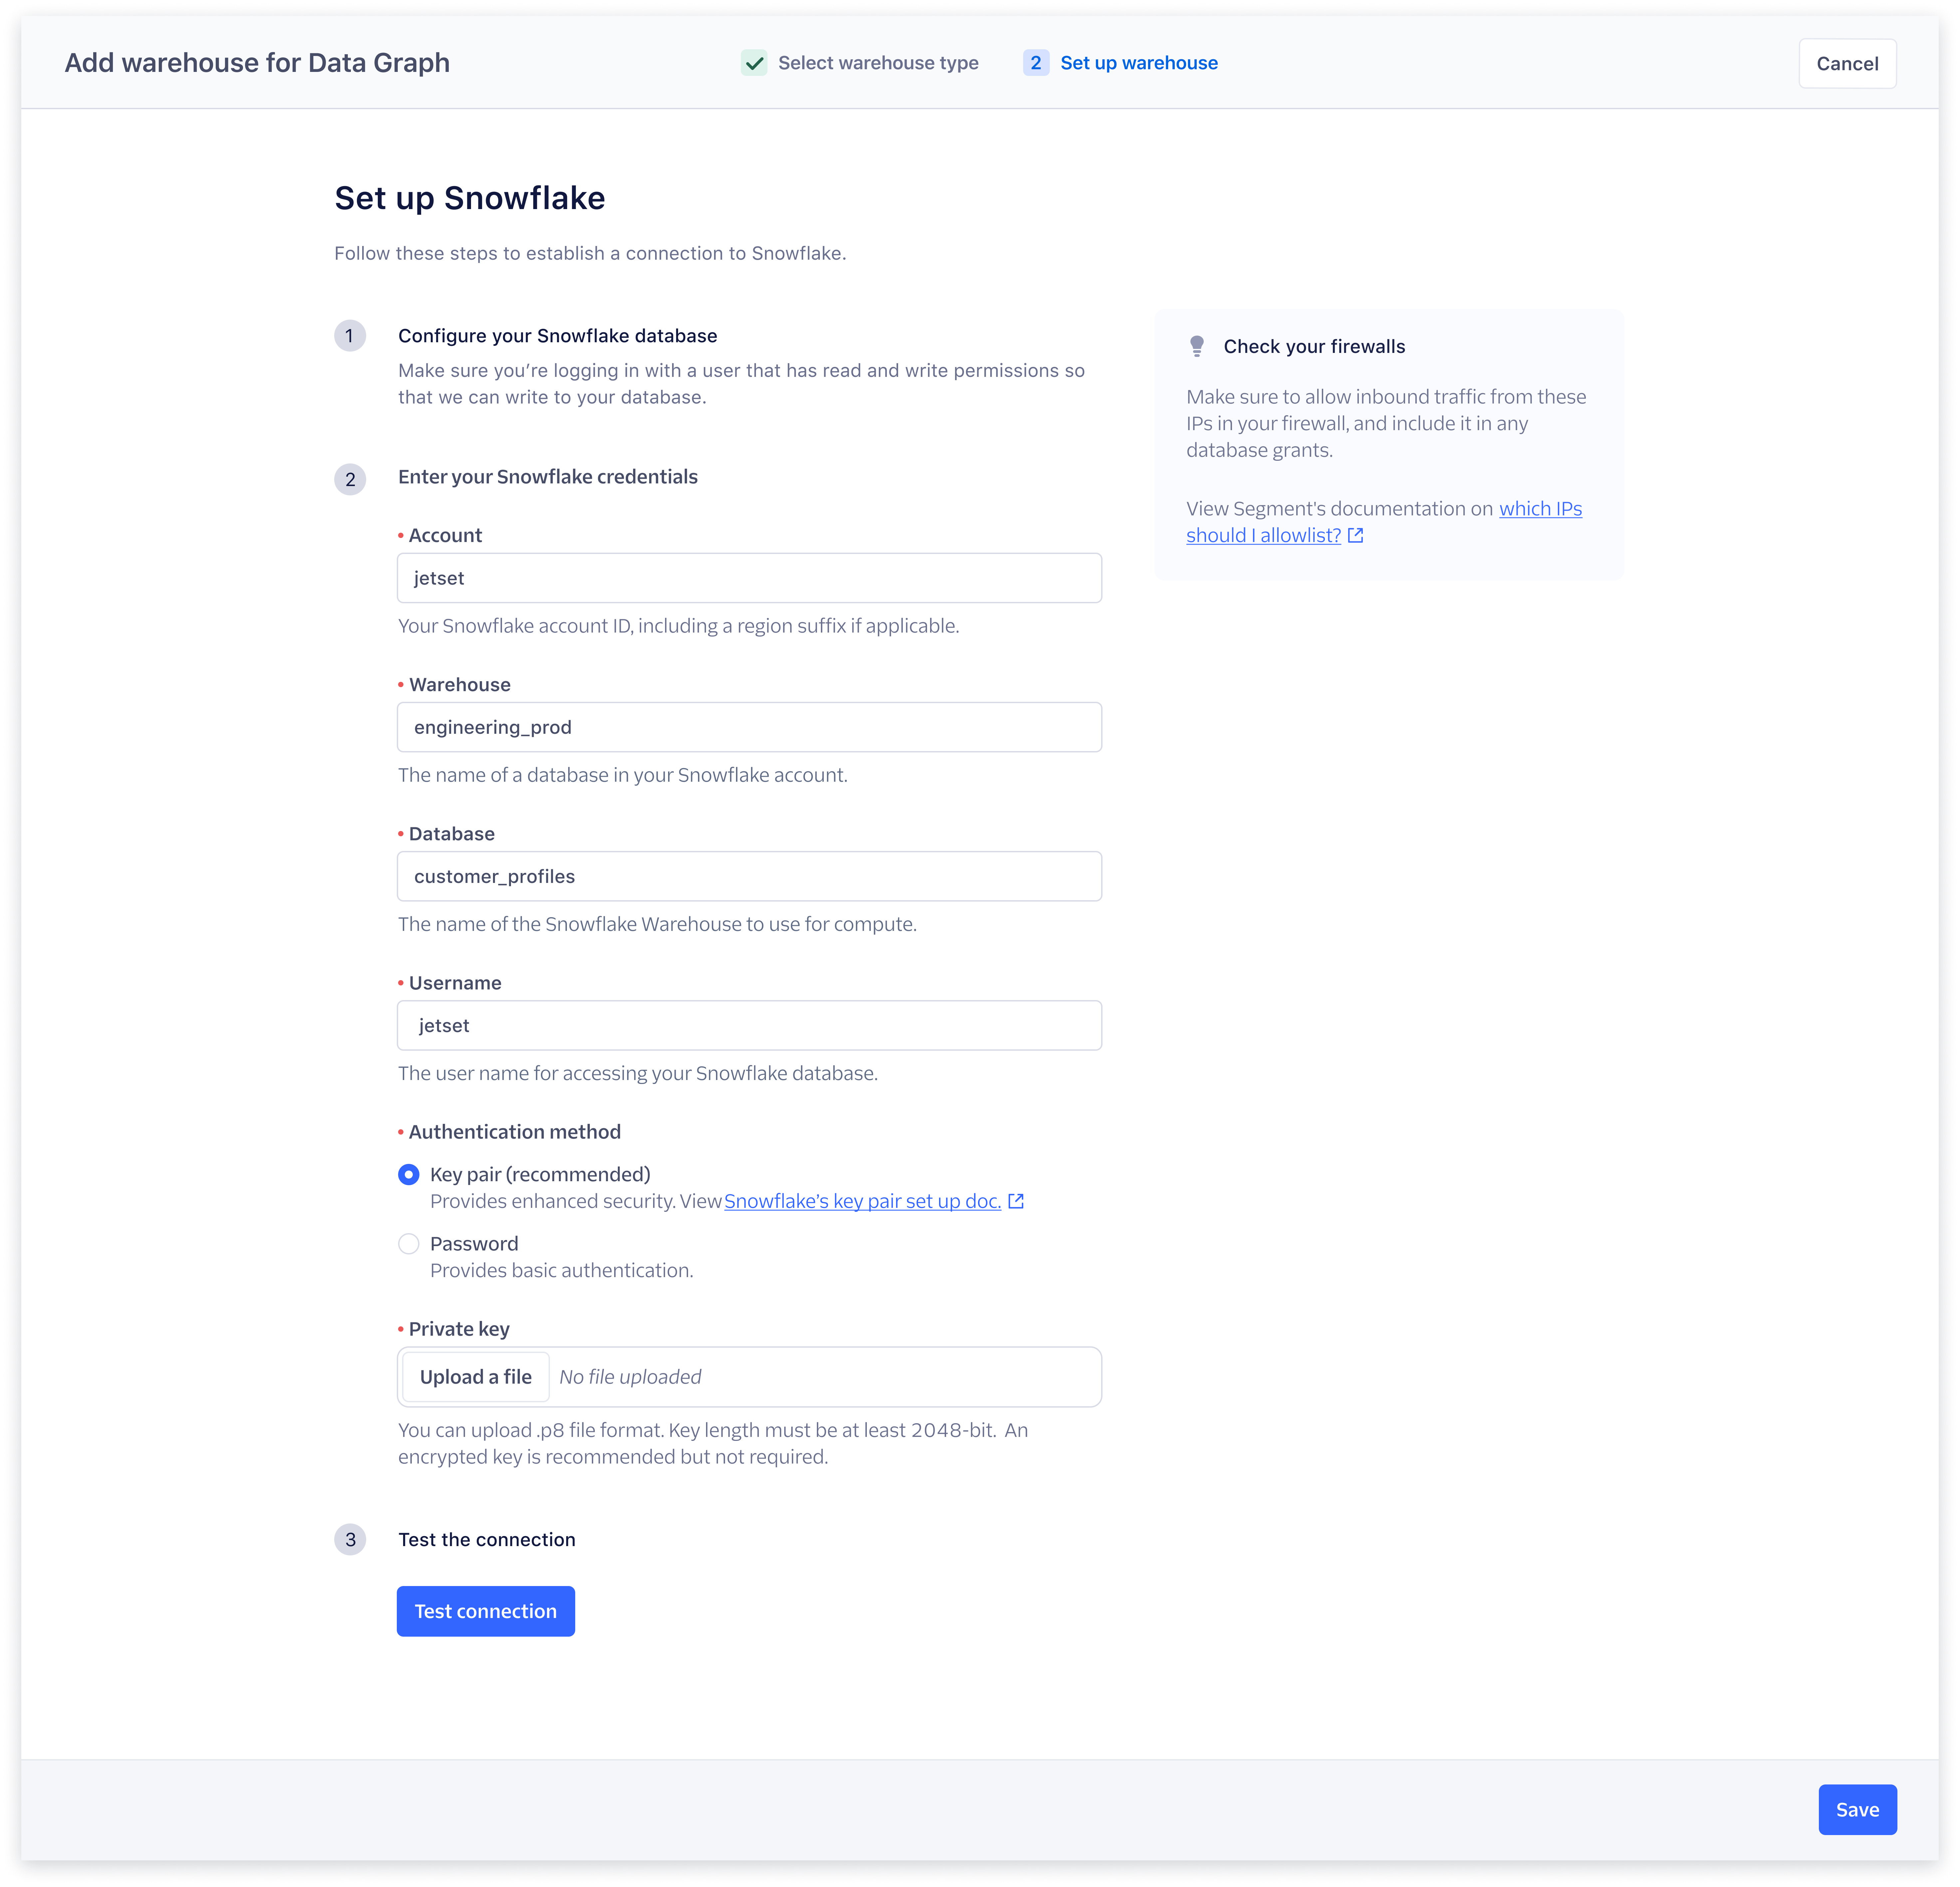 Add warehouse for Data Graph
Select warehouse type
2 Set up warehouse
Cancel
Set up Snowflake
Follow these steps to establish a connection to Snowflake.
1 Configure your Snowflake database
Make sure you’re logging in with a user that has read and write permissions so
that we can write to your database.
Check your firewalls
Make sure to allow inbound traffic from these
IPs in your firewall, and include it in any
database grants.
View Segment's documentation on which IPs
should I allowlist?
2 Enter your Snowflake credentials
• Account
jetset
Your Snowflake account ID, including a region suffix if applicable.
• Warehouse
engineering_prod
The name of a database in your Snowflake account.
• Database
customer_profiles
The name of the Snowflake Warehouse to use for compute.
• Username
jetset
The user name for accessing your Snowflake database.
• Authentication method
Key pair (recommended)
Provides enhanced security. View Snowflake’s key pair set up doc.
Password
Provides basic authentication.
• Private key
Upload a file No file uploaded
You can upload .p8 file format. Key length must be at least 2048-bit. An
encrypted key is recommended but not required.
3 Test the connection
Test connection
Save